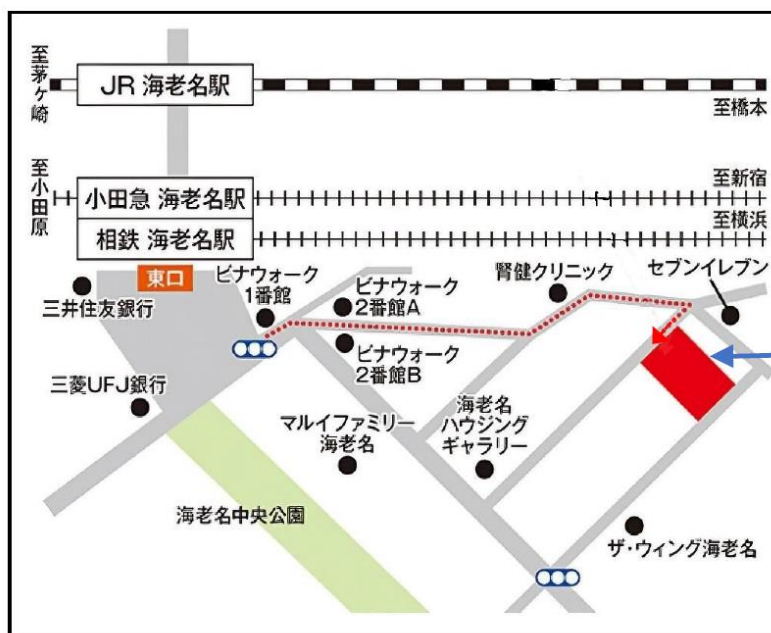 至茅ヶ崎
JR 海老名駅
至橋本
至小田原
小田急 海老名駅
至新宿
相鉄 海老名駅
至横浜
東口
三井住友銀行
ビナウォーク
1番館
ビナウォーク
2番館A
腎健クリニック
セブンイレブン
ビナウォーク
2番館B
三菱UFJ銀行
マルイファミリー
海老名
海老名
ハウジング
ギャラリー
海老名中央公園
ザ・ウィング海老名